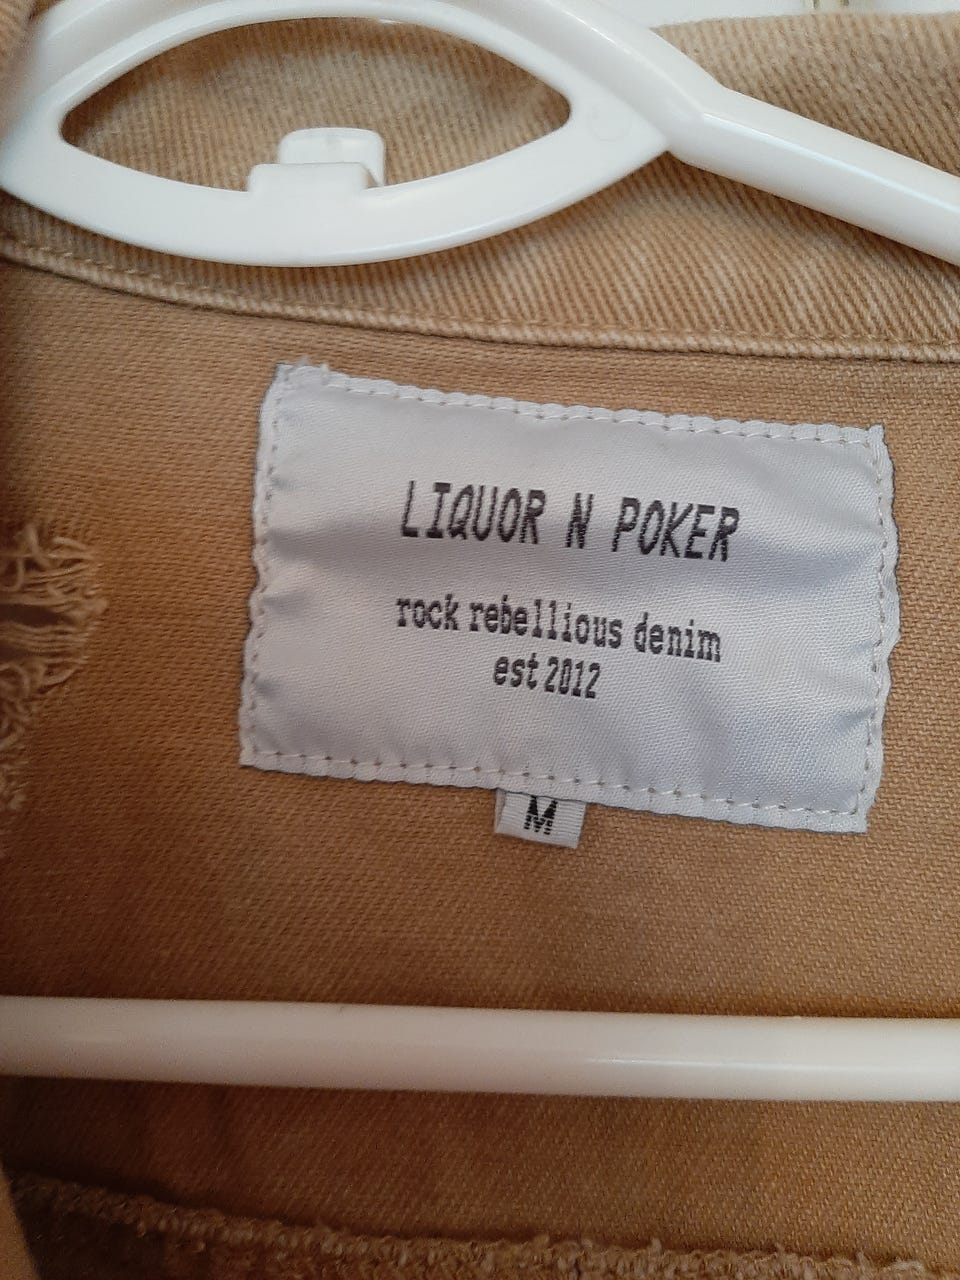 LIQUOR N POKER
rock rebellious denim
est 2012
M